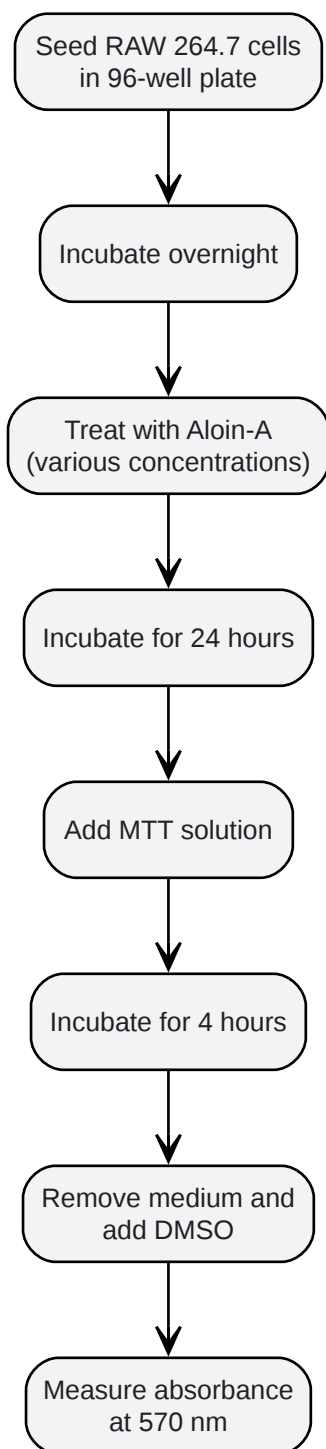 Seed RAW 264.7 cells
in 96-well plate
Incubate overnight
Treat with Aloin-A
(various concentrations)
Incubate for 24 hours
Add MTT solution
Incubate for 4 hours
Remove medium and
add DMSO
Measure absorbance
at 570 nm